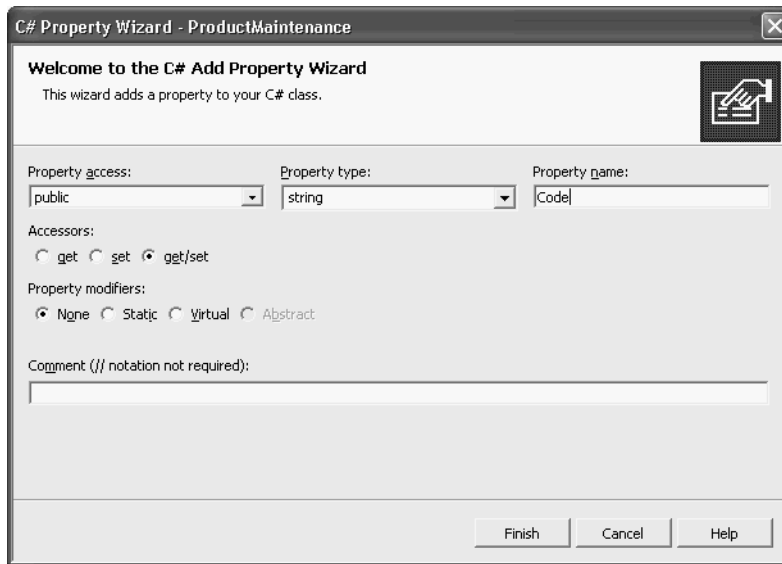 C# Property Wizard - ProductMaintenance
Welcome to the C# Add Property Wizard
This wizard adds a property to your C# class.
Property access: Property type: Property name:
public string Code
Accessors:
get set get/set
Property modifiers:
None Static Virtual Abstract
Comment (// notation not required):
Finish Cancel Help